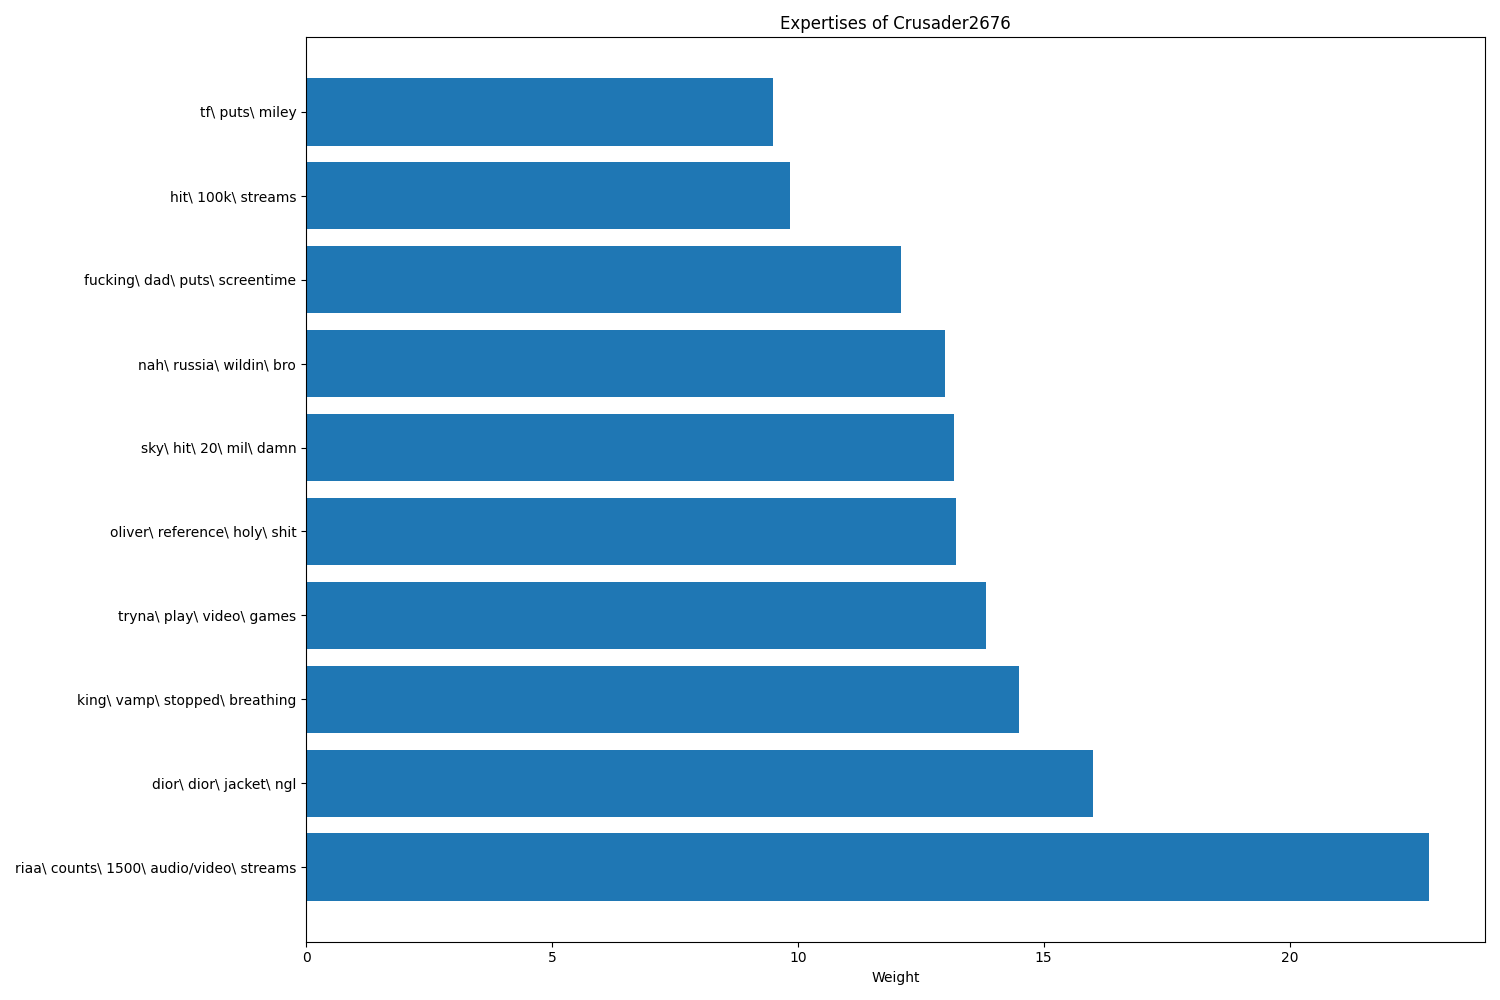 Expertises of Crusader2676
tf\ puts\ miley
hit\ 100k\ streams
fucking\ dad\ puts\ screentime
nah\ russia\ wildin\ bro
sky\ hit\ 20\ mil\ damn
oliver\ reference\ holy\ shit
tryna\ play\ video\ games
king\ vamp\ stopped\ breathing
dior\ dior\ jacket\ ngl
riaa\ counts\ 1500\ audio/video\ streams
0 5 10 15 20
Weight